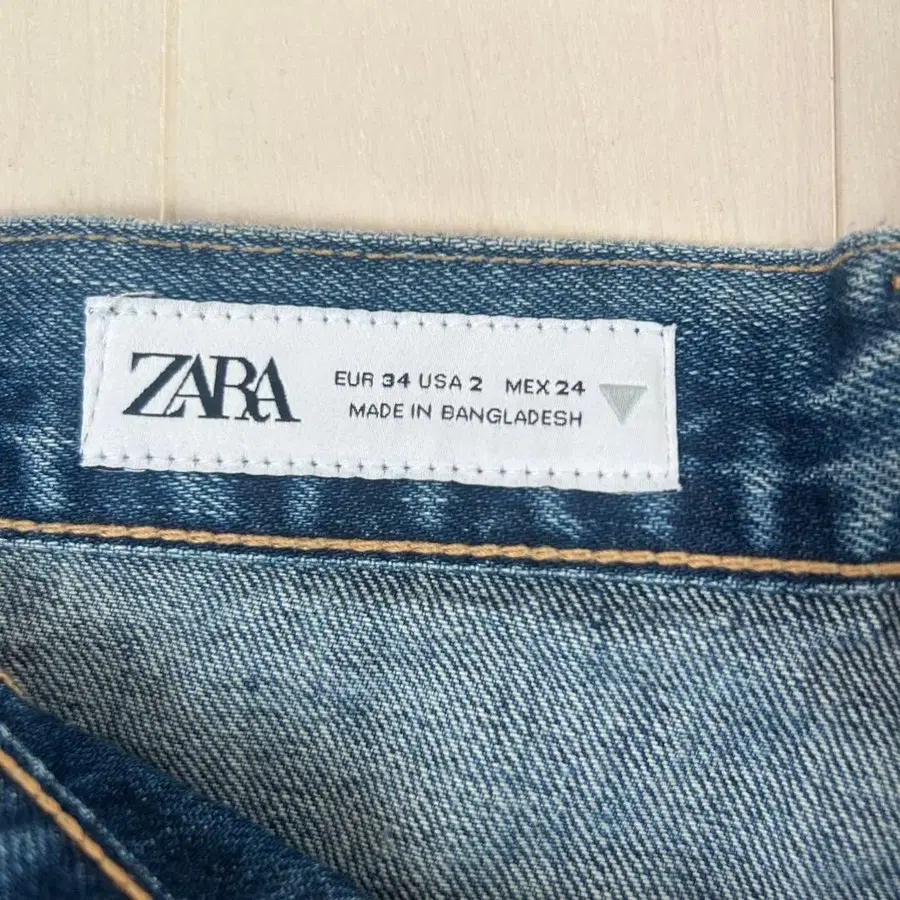 ZARA
EUR 34 USA 2 MEX 24
MADE IN BANGLADESH